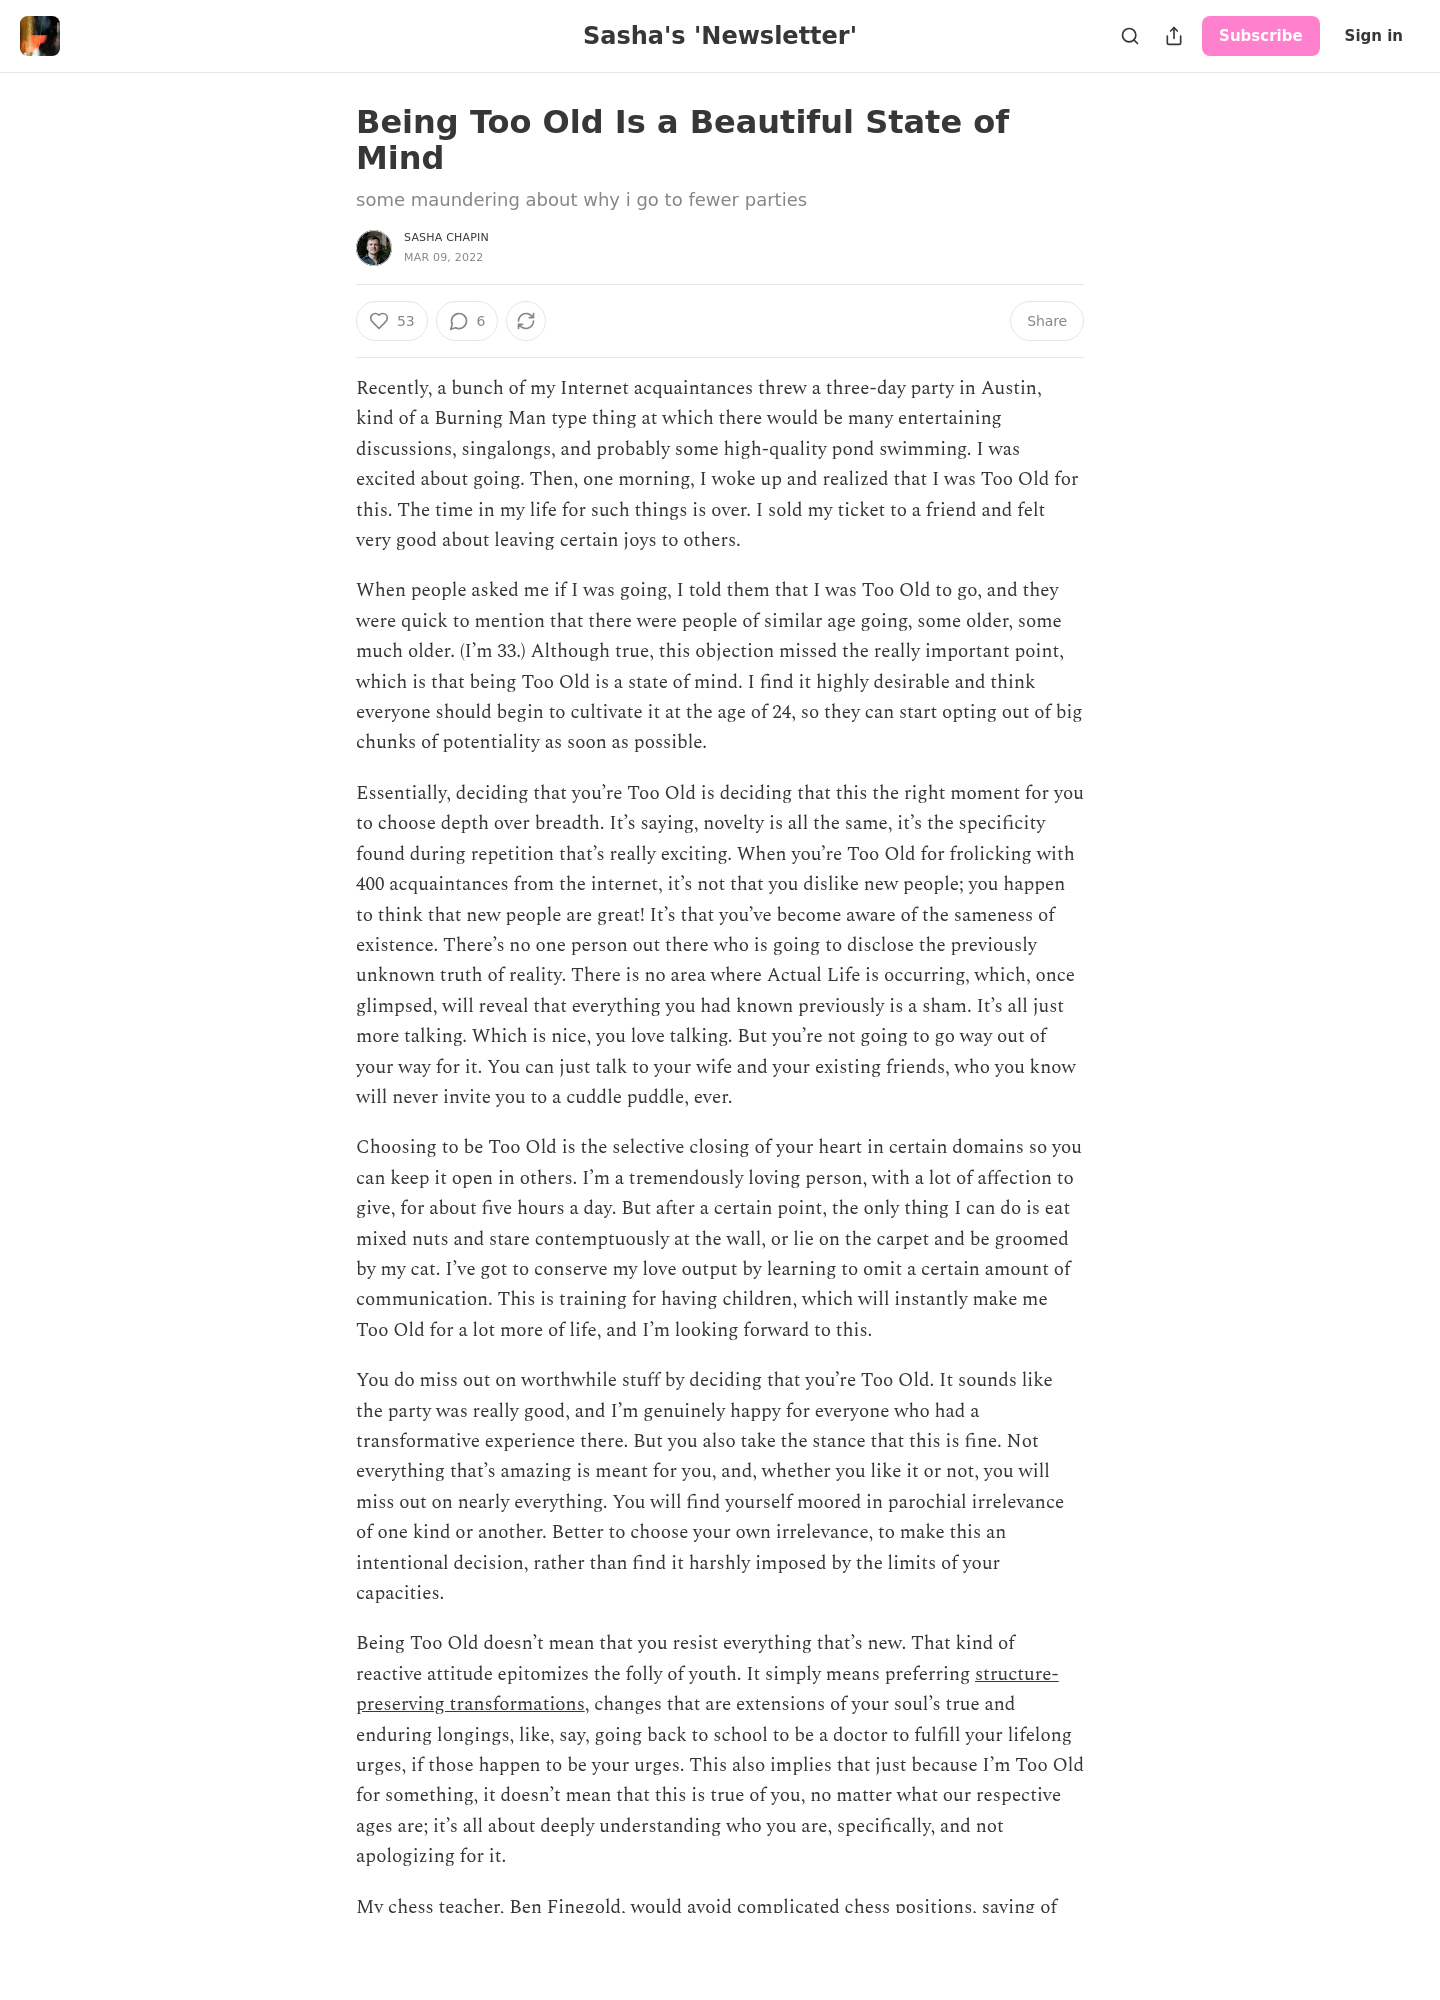 Sasha's 'Newsletter'
Subscribe
Sign in
Being Too Old Is a Beautiful State of
Mind
some maundering about why i go to fewer parties
SASHA CHAPIN
MAR 09, 2022
53
6
Share
Recently, a bunch of my Internet acquaintances threw a three-day party in Austin,
kind of a Burning Man type thing at which there would be many entertaining
discussions, singalongs, and probably some high-quality pond swimming. I was
excited about going. Then, one morning, I woke up and realized that I was Too Old for
this. The time in my life for such things is over. I sold my ticket to a friend and felt
very good about leaving certain joys to others.
When people asked me if I was going, I told them that I was Too Old to go, and they
were quick to mention that there were people of similar age going, some older, some
much older. (I’m 33.) Although true, this objection missed the really important point,
which is that being Too Old is a state of mind. I find it highly desirable and think
everyone should begin to cultivate it at the age of 24, so they can start opting out of big
chunks of potentiality as soon as possible.
Essentially, deciding that you’re Too Old is deciding that this the right moment for you
to choose depth over breadth. It’s saying, novelty is all the same, it’s the specificity
found during repetition that’s really exciting. When you’re Too Old for frolicking with
400 acquaintances from the internet, it’s not that you dislike new people; you happen
to think that new people are great! It’s that you’ve become aware of the sameness of
existence. There’s no one person out there who is going to disclose the previously
unknown truth of reality. There is no area where Actual Life is occurring, which, once
glimpsed, will reveal that everything you had known previously is a sham. It’s all just
more talking. Which is nice, you love talking. But you’re not going to go way out of
your way for it. You can just talk to your wife and your existing friends, who you know
will never invite you to a cuddle puddle, ever.
Choosing to be Too Old is the selective closing of your heart in certain domains so you
can keep it open in others. I’m a tremendously loving person, with a lot of affection to
give, for about five hours a day. But after a certain point, the only thing I can do is eat
mixed nuts and stare contemptuously at the wall, or lie on the carpet and be groomed
by my cat. I’ve got to conserve my love output by learning to omit a certain amount of
communication. This is training for having children, which will instantly make me
Too Old for a lot more of life, and I’m looking forward to this.
You do miss out on worthwhile stuff by deciding that you’re Too Old. It sounds like
the party was really good, and I’m genuinely happy for everyone who had a
transformative experience there. But you also take the stance that this is fine. Not
everything that’s amazing is meant for you, and, whether you like it or not, you will
miss out on nearly everything. You will find yourself moored in parochial irrelevance
of one kind or another. Better to choose your own irrelevance, to make this an
intentional decision, rather than find it harshly imposed by the limits of your
capacities.
Being Too Old doesn’t mean that you resist everything that’s new. That kind of
reactive attitude epitomizes the folly of youth. It simply means preferring structure-
preserving transformations, changes that are extensions of your soul’s true and
enduring longings, like, say, going back to school to be a doctor to fulfill your lifelong
urges, if those happen to be your urges. This also implies that just because I’m Too Old
for something, it doesn’t mean that this is true of you, no matter what our respective
ages are; it’s all about deeply understanding who you are, specifically, and not
apologizing for it.
My chess teacher, Ben Finegold, would avoid complicated chess positions, saying of